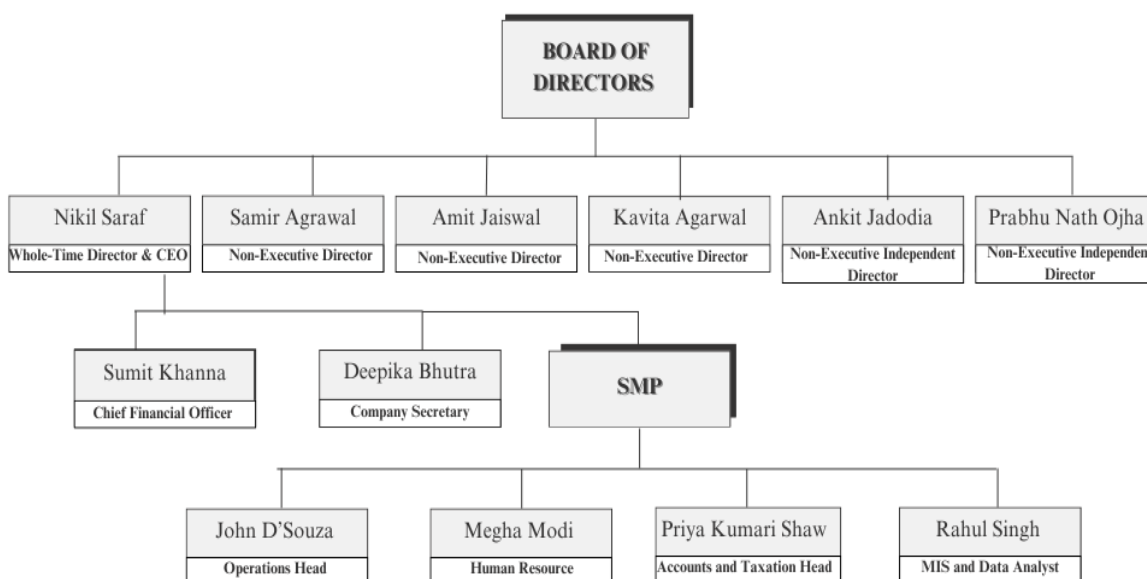 BOARD OF
DIRECTORS
Nikil Saraf
Whole-Time Director & CEO
Samir Agrawal
Non-Executive Director
Amit Jaiswal
Non-Executive Director
Kavita Agarwal
Non-Executive Director
Ankit Jadodia
Non-Executive Independent
Director
Prabhu Nath Ojha
Non-Executive Independent
Director
Sumit Khanna
Chief Financial Officer
Deepika Bhutra
Company Secretary
SMP
John D’Souza
Operations Head
Megha Modi
Human Resource
Priya Kumari Shaw
Accounts and Taxation Head
Rahul Singh
MIS and Data Analyst